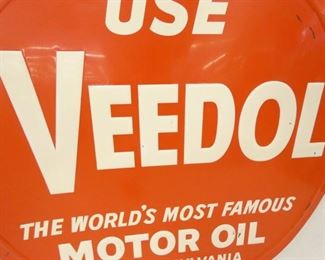 USE
VEEDOL
THE WORLD'S MOST FAMOUS
MOTOR OIL